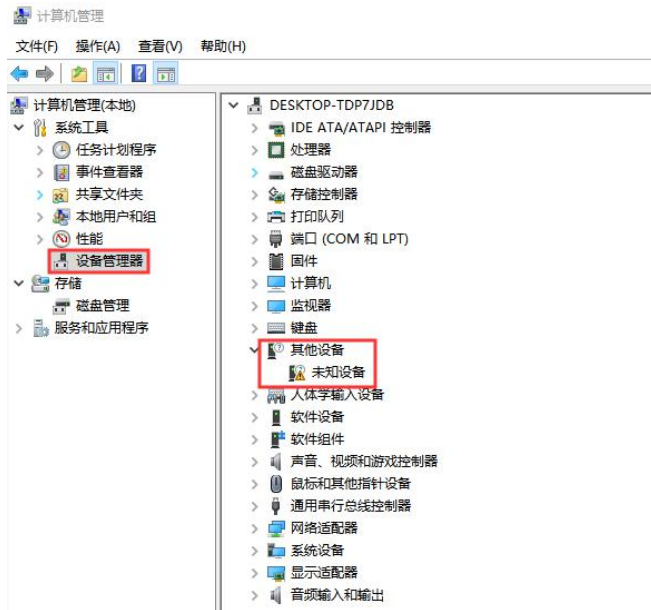 计算机管理
文件(F) 操作(A) 查看(V) 帮助(H)
计算机管理(本地)
系统工具
任务计划程序
事件查看器
共享文件夹
本地用户和组
性能
设备管理器
存储
磁盘管理
服务和应用程序
DESKTOP-TDP7JDB
IDE ATA/ATAPI 控制器
处理器
磁盘驱动器
存储控制器
打印队列
端口 (COM 和 LPT)
固件
计算机
监视器
键盘
其他设备
未知设备
人体学输入设备
软件设备
软件组件
声音、视频和游戏控制器
鼠标和其他指针设备
通用串行总线控制器
网络适配器
系统设备
显示适配器
音频输入和输出